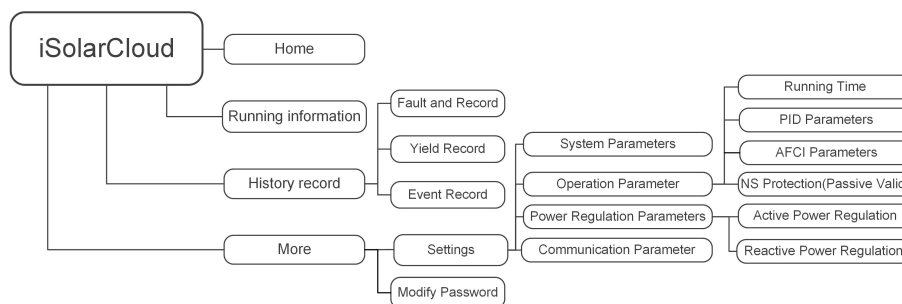 iSolarCloud
Home
Running information
History record
More
Fault and Record
Yield Record
Event Record
Settings
Modify Password
System Parameters
Operation Parameter
Power Regulation Parameters
Communication Parameter
Running Time
PID Parameters
AFCI Parameters
NS Protection(Passive Valid
Active Power Regulation
Reactive Power Regulation